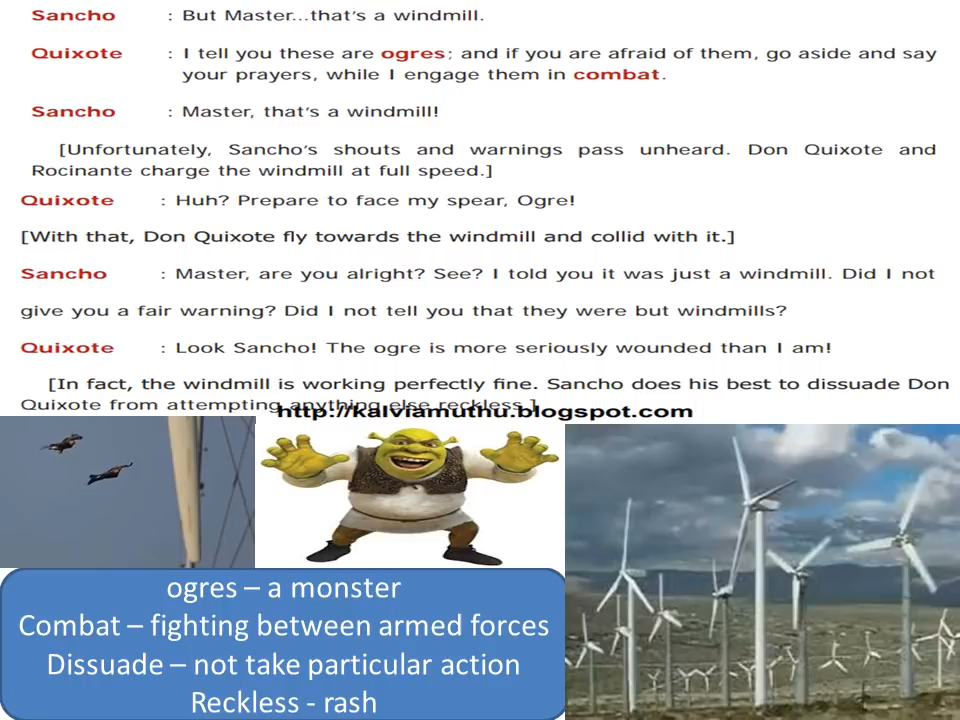 Sancho : But Master...that's a windmill.
Quixote : I tell you these are ogres; and if you are afraid of them, go aside and say
your prayers, while I engage them in combat.
Sancho : Master, that's a windmill!
[Unfortunately, Sancho's shouts and warnings pass unheard. Don Quixote and
Rocinante charge the windmill at full speed.]
Quixote : Huh? Prepare to face my spear, Ogre!
[With that, Don Quixote fly towards the windmill and collid with it.]
Sancho : Master, are you alright? See? I told you it was just a windmill. Did I not
give you a fair warning? Did I not tell you that they were but windmills?
Quixote : Look Sancho! The ogre is more seriously wounded than I am!
[In fact, the windmill is working perfectly fine. Sancho does his best to dissuade Don
Quixote from attempting anything else reckless.]
http://kalviamuthu.blogspot.com
ogres – a monster
Combat – fighting between armed forces
Dissuade – not take particular action
Reckless - rash